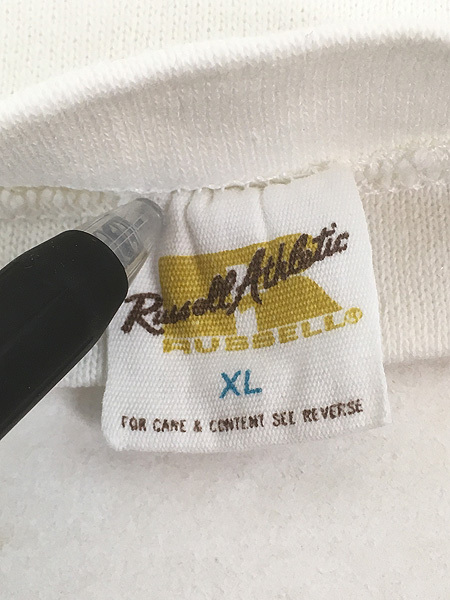 Russell Athletic
RUSSELL®
XL
FOR CARE & CONTENT SEE REVERSE